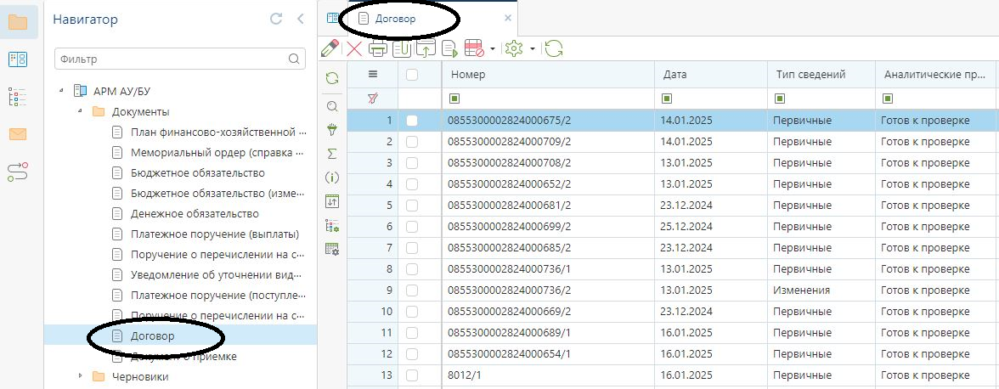 Навигатор
Фильтр
АРМ АУ/БУ
Документы
План финансово-хозяйственной ...
Мемориальный ордер (справка ...
Бюджетное обязательство
Бюджетное обязательство (изме...
Денежное обязательство
Платежное поручение (выплаты)
Поручение о перечислении на с...
Уведомление об уточнении вид...
Платежное поручение (поступле...
Поручение о перечислении на с...
Договор
Документ о приемке
Черновики
Договор
Номер Дата Тип сведений Аналитические пр...
1 0855300002824000675/2 14.01.2025 Первичные Готов к проверке
2 0855300002824000709/2 14.01.2025 Первичные Готов к проверке
3 0855300002824000708/2 13.01.2025 Первичные Готов к проверке
4 0855300002824000652/2 13.01.2025 Первичные Готов к проверке
5 0855300002824000681/2 23.12.2024 Первичные Готов к проверке
6 0855300002824000699/2 25.12.2024 Первичные Готов к проверке
7 0855300002824000685/2 23.12.2024 Первичные Готов к проверке
8 0855300002824000736/1 13.01.2025 Первичные Готов к проверке
9 0855300002824000736/2 13.01.2025 Изменения Готов к проверке
10 0855300002824000669/2 23.12.2024 Первичные Готов к проверке
11 0855300002824000689/1 16.01.2025 Первичные Готов к проверке
12 0855300002824000654/1 16.01.2025 Первичные Готов к проверке
13 8012/1 16.01.2025 Первичные Готов к проверке